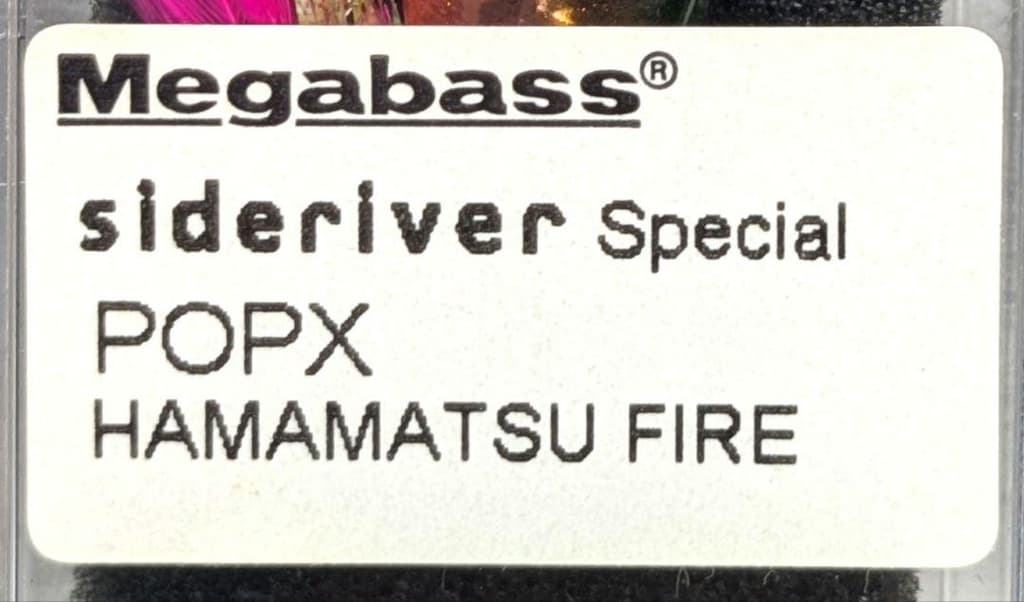 Megabass®
sideriver Special
POPX
HAMAMATSU FIRE